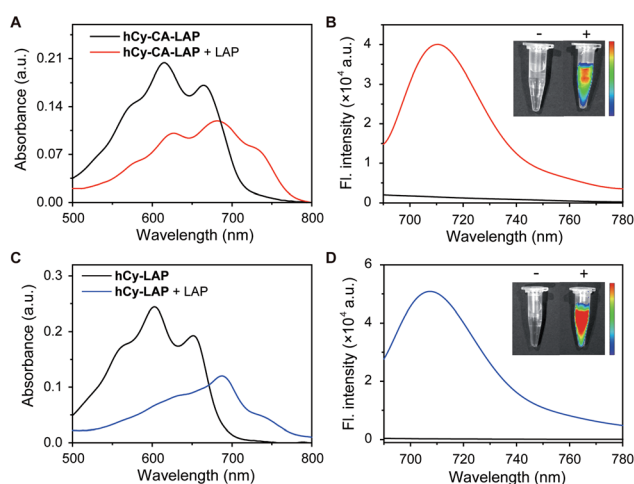 A
hCy-CA-LAP
hCy-CA-LAP + LAP
Absorbance (a.u.)
0.21
0.14
0.07
0.00
500 600 700 800
Wavelength (nm)
B
- +
Fl. intensity (×10⁴ a.u.)
4
3
2
1
0
700 720 740 760 780
Wavelength (nm)
C
hCy-LAP
hCy-LAP + LAP
Absorbance (a.u.)
0.3
0.2
0.1
0.0
500 600 700 800
Wavelength (nm)
D
- +
Fl. intensity (×10⁴ a.u.)
6
4
2
0
700 720 740 760 780
Wavelength (nm)